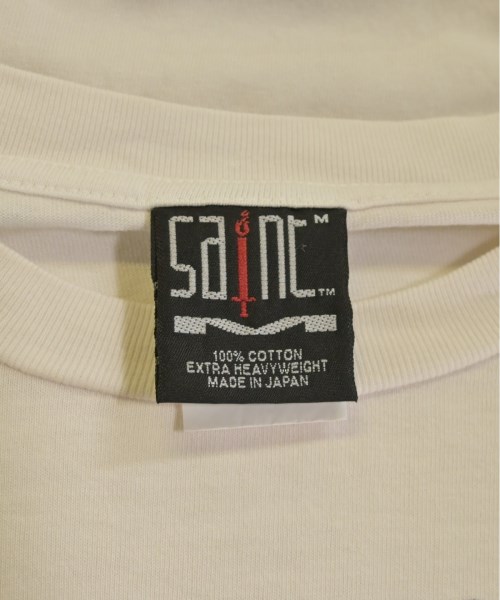 saint M
™
100% COTTON
EXTRA HEAVYWEIGHT
MADE IN JAPAN